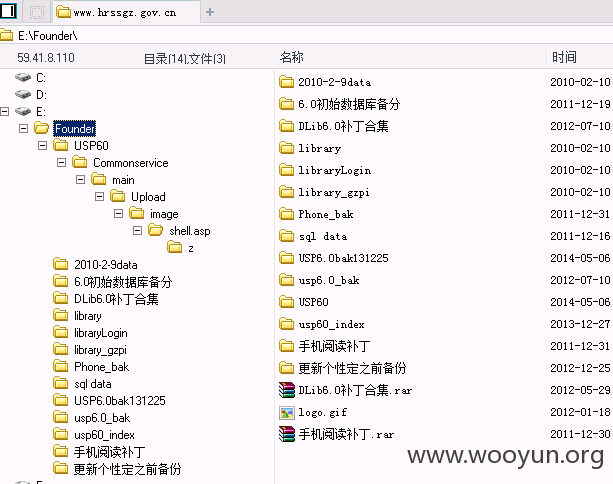 www.hrssgz.gov.cn
E:\Founder\
59.41.8.110 目录(14),文件(3) 名称 时间
C:
D:
E:
Founder
USP60
Commonservice
main
Upload
image
shell.asp
z
2010-2-9data
6.0初始数据库备分
DLib6.0补丁合集
library
libraryLogin
library_gzpi
Phone_bak
sql data
USP6.0bak131225
usp6.0_bak
usp60_index
手机阅读补丁
更新个性定之前备份
2010-2-9data 2010-02-10
6.0初始数据库备分 2011-12-19
DLib6.0补丁合集 2012-07-10
library 2010-02-10
libraryLogin 2010-02-10
library_gzpi 2010-02-10
Phone_bak 2011-12-31
sql data 2011-12-16
USP6.0bak131225 2014-05-06
usp6.0_bak 2012-07-10
USP60 2014-05-06
usp60_index 2013-12-27
手机阅读补丁 2011-12-31
更新个性定之前备份 2012-12-25
DLib6.0补丁合集.rar 2012-05-29
logo.gif 2012-01-18
手机阅读补丁.rar 2011-12-30
www.wooyun.org